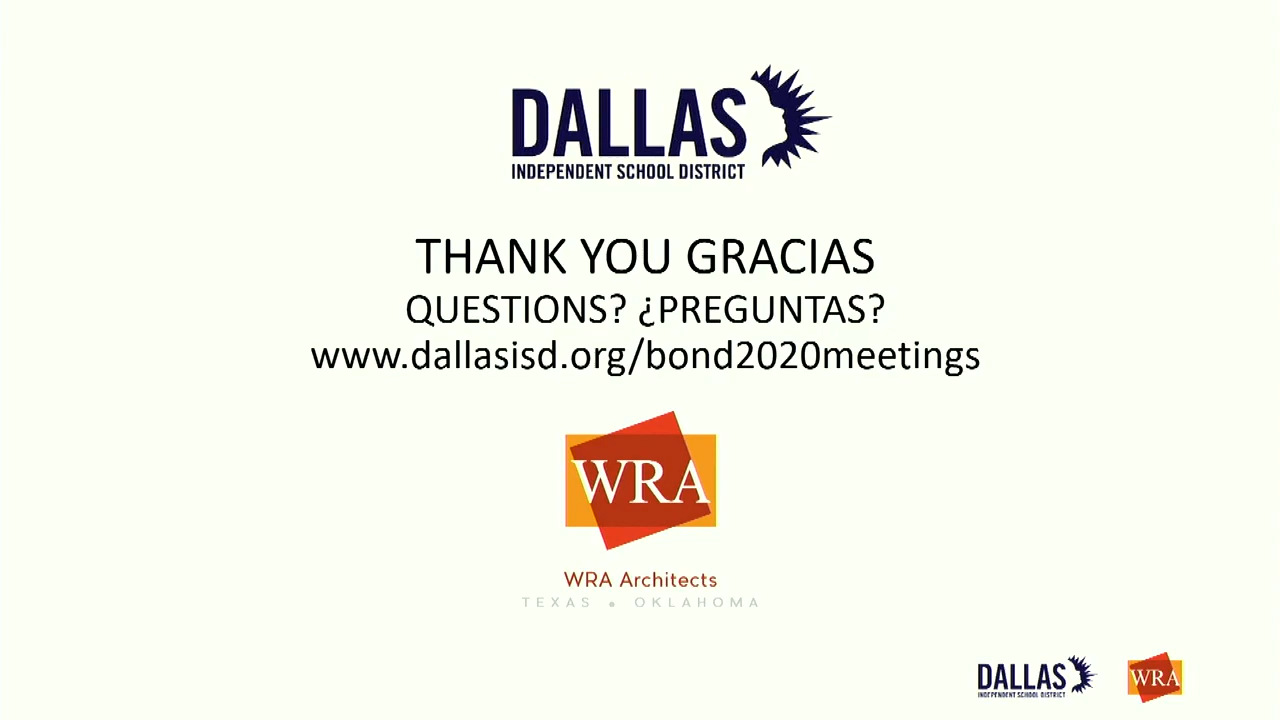 DALLAS
INDEPENDENT SCHOOL DISTRICT
THANK YOU GRACIAS
QUESTIONS? ¿PREGUNTAS?
www.dallasisd.org/bond2020meetings
WRA
WRA Architects
TEXAS • OKLAHOMA
DALLAS
INDEPENDENT SCHOOL DISTRICT
WRA